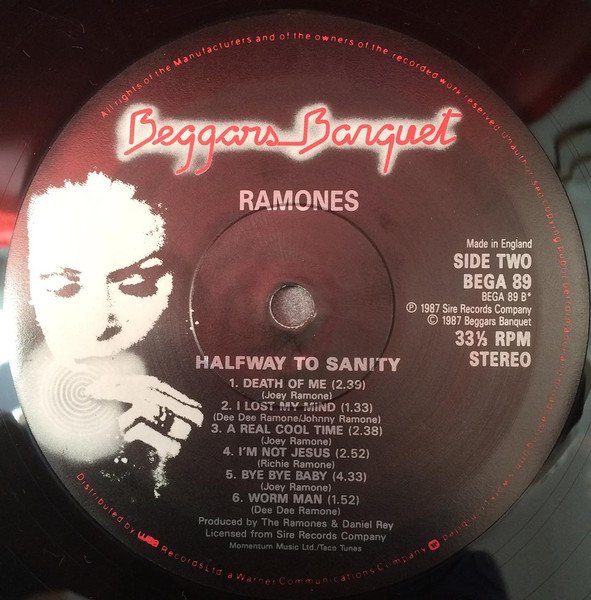 All rights of the Manufacturers and of the owners of the recorded work reserved Unauthorised copying
Beggars Banquet
RAMONES
Made in England
SIDE TWO
BEGA 89
BEGA 89 B*
Ⓟ 1987 Sire Records Company
© 1987 Beggars Banquet
33⅓ RPM
STEREO
HALFWAY TO SANITY
1. DEATH OF ME (2.39)
(Joey Ramone)
2. I LOST MY MIND (1.33)
(Dee Dee Ramone/Johnny Ramone)
3. A REAL COOL TIME (2.38)
(Joey Ramone)
4. I'M NOT JESUS (2.52)
(Richie Ramone)
5. BYE BYE BABY (4.33)
(Joey Ramone)
6. WORM MAN (1.52)
(Dee Dee Ramone)
Produced by The Ramones & Daniel Rey
Licensed from Sire Records Company
Momentum Music Ltd./Taco Tunes
Distributed by wea Records Ltd. a Warner Communications Company